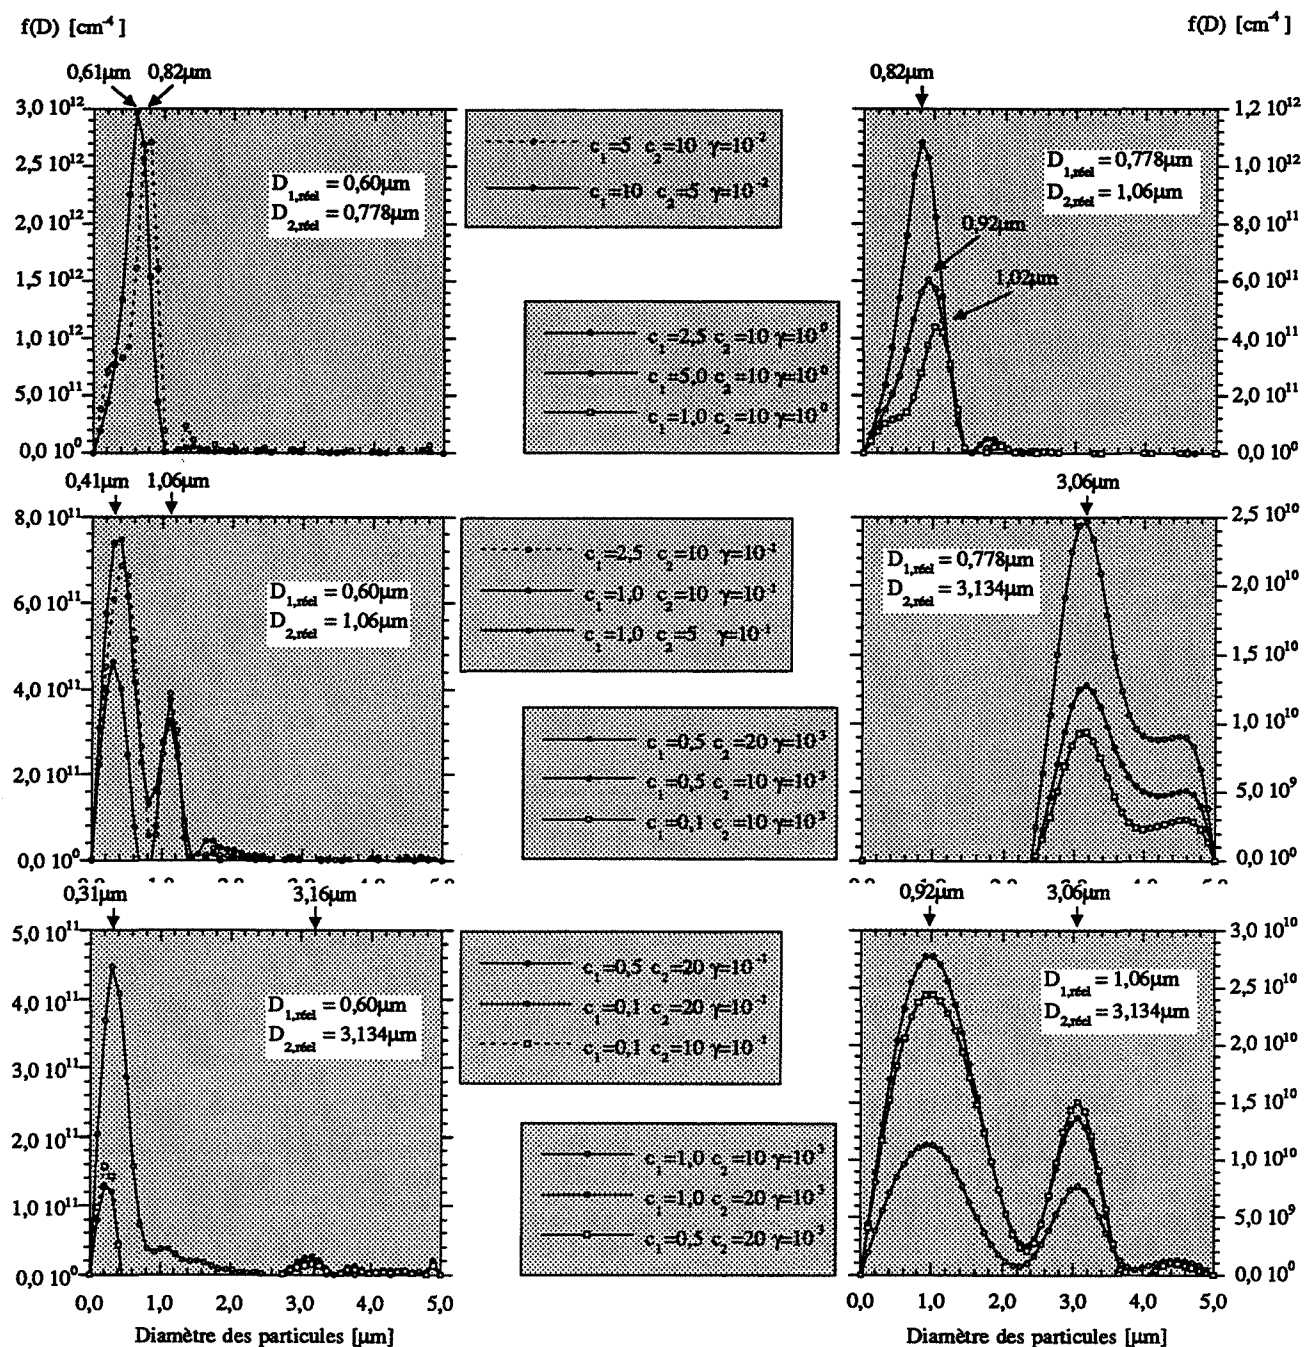 f(D) [cm⁻⁴]
f(D) [cm⁻⁴]
0,61µm 0,82µm
3,0 10¹²
2,5 10¹²
2,0 10¹²
1,5 10¹²
1,0 10¹²
5,0 10¹¹
0,0 10⁰
D₁,réel = 0,60µm
D₂,réel = 0,778µm
c₁=5 c₂=10 γ=10⁻²
c₁=10 c₂=5 γ=10⁻²
c₁=2,5 c₂=10 γ=10⁰
c₁=5,0 c₂=10 γ=10⁰
c₁=1,0 c₂=10 γ=10⁰
0,82µm
D₁,réel = 0,778µm
D₂,réel = 1,06µm
0,92µm
1,02µm
1,2 10¹²
1,0 10¹²
8,0 10¹¹
6,0 10¹¹
4,0 10¹¹
2,0 10¹¹
0,0 10⁰
0,41µm 1,06µm
8,0 10¹¹
6,0 10¹¹
4,0 10¹¹
2,0 10¹¹
0,0 10⁰
D₁,réel = 0,60µm
D₂,réel = 1,06µm
c₁=2,5 c₂=10 γ=10⁻¹
c₁=1,0 c₂=10 γ=10⁻¹
c₁=1,0 c₂=5 γ=10⁻¹
c₁=0,5 c₂=20 γ=10³
c₁=0,5 c₂=10 γ=10³
c₁=0,1 c₂=10 γ=10³
3,06µm
D₁,réel = 0,778µm
D₂,réel = 3,134µm
2,5 10¹⁰
2,0 10¹⁰
1,5 10¹⁰
1,0 10¹⁰
5,0 10⁹
0,0 10⁰
0,31µm 3,16µm
5,0 10¹¹
4,0 10¹¹
3,0 10¹¹
2,0 10¹¹
1,0 10¹¹
0,0 10⁰
D₁,réel = 0,60µm
D₂,réel = 3,134µm
0,0 1,0 2,0 3,0 4,0 5,0
Diamètre des particules [µm]
c₁=0,5 c₂=20 γ=10⁻¹
c₁=0,1 c₂=20 γ=10⁻¹
c₁=0,1 c₂=10 γ=10⁻¹
c₁=1,0 c₂=10 γ=10³
c₁=1,0 c₂=20 γ=10³
c₁=0,5 c₂=20 γ=10³
0,92µm 3,06µm
D₁,réel = 1,06µm
D₂,réel = 3,134µm
3,0 10¹⁰
2,5 10¹⁰
2,0 10¹⁰
1,5 10¹⁰
1,0 10¹⁰
5,0 10⁹
0,0 10⁰
0,0 1,0 2,0 3,0 4,0 5,0
Diamètre des particules [µm]